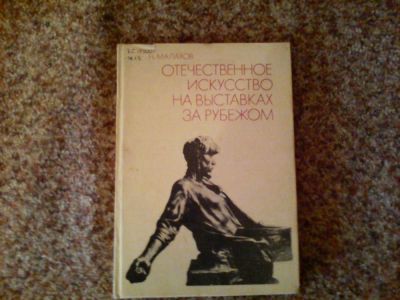 Н. МАЛАХОВ
ОТЕЧЕСТВЕННОЕ
ИСКУССТВО
НА ВЫСТАВКАХ
ЗА РУБЕЖОМ